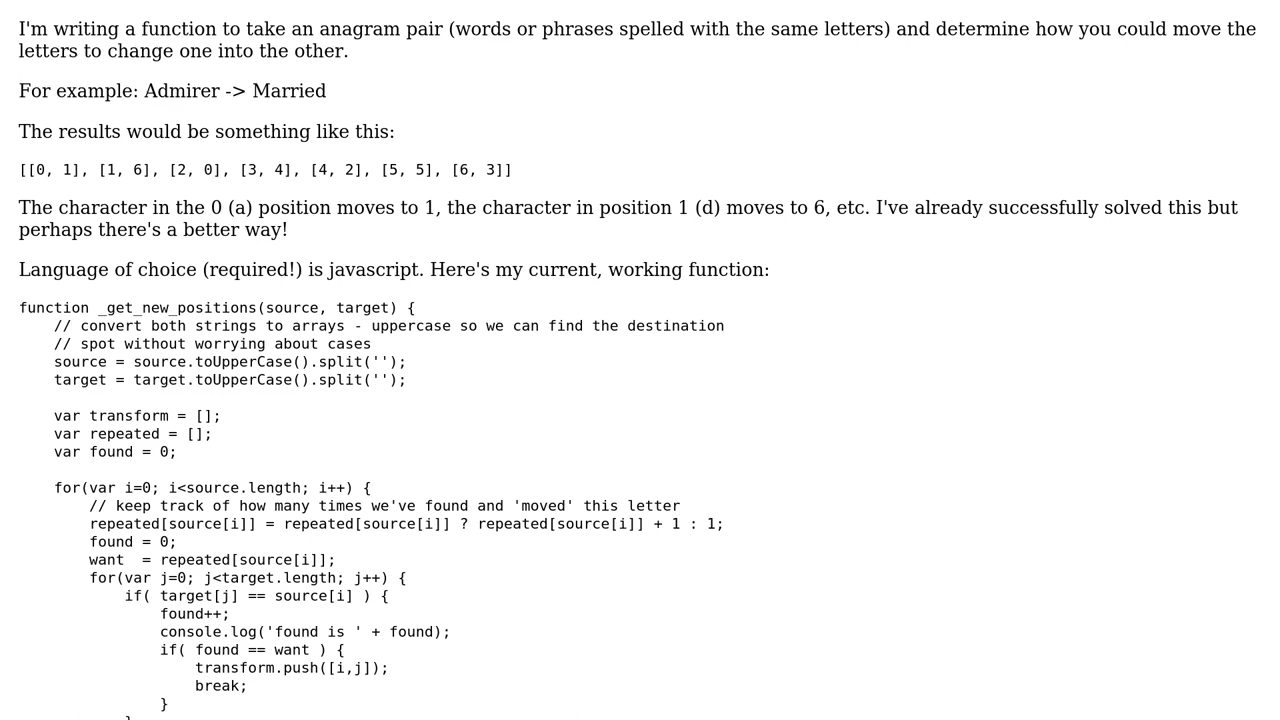 I'm writing a function to take an anagram pair (words or phrases spelled with the same letters) and determine how you could move the
letters to change one into the other.
For example: Admirer -> Married
The results would be something like this:
[[0, 1], [1, 6], [2, 0], [3, 4], [4, 2], [5, 5], [6, 3]]
The character in the 0 (a) position moves to 1, the character in position 1 (d) moves to 6, etc. I've already successfully solved this but
perhaps there's a better way!
Language of choice (required!) is javascript. Here's my current, working function:
function _get_new_positions(source, target) {
    // convert both strings to arrays - uppercase so we can find the destination
    // spot without worrying about cases
    source = source.toUpperCase().split('');
    target = target.toUpperCase().split('');
    var transform = [];
    var repeated = [];
    var found = 0;
    for(var i=0; i<source.length; i++) {
        // keep track of how many times we've found and 'moved' this letter
        repeated[source[i]] = repeated[source[i]] ? repeated[source[i]] + 1 : 1;
        found = 0;
        want  = repeated[source[i]];
        for(var j=0; j<target.length; j++) {
            if( target[j] == source[i] ) {
                found++;
                console.log('found is ' + found);
                if( found == want ) {
                    transform.push([i,j]);
                    break;
                }
            }